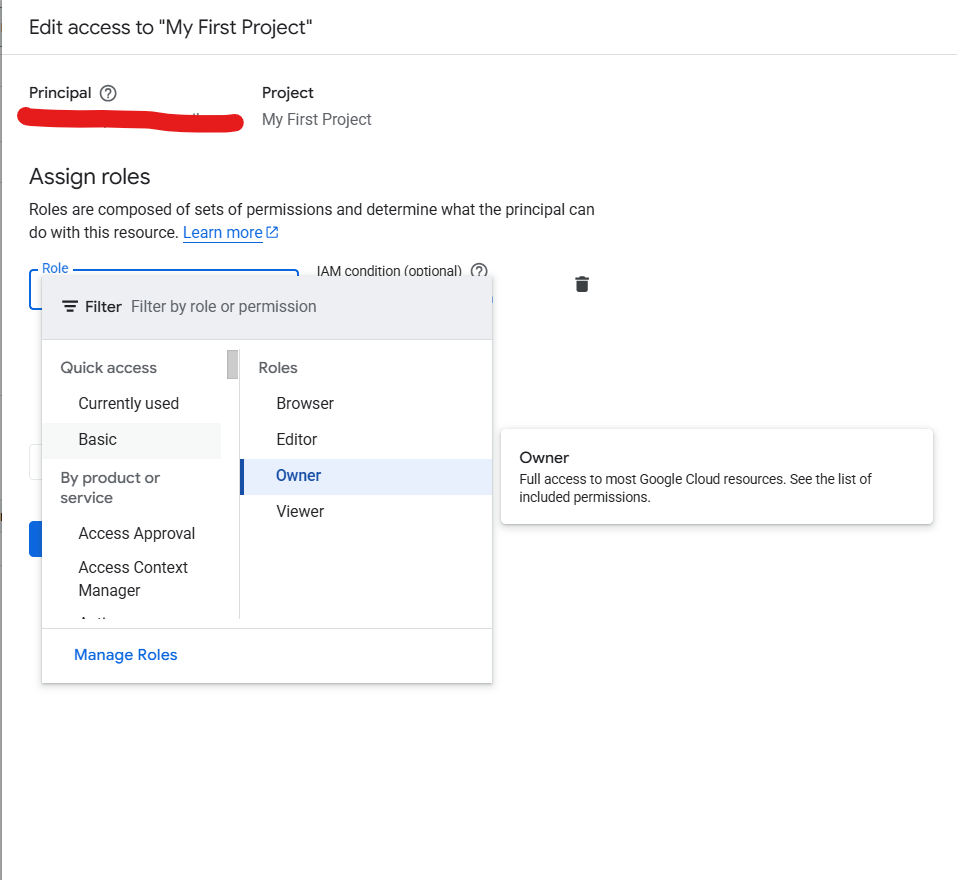 Edit access to "My First Project"
Principal
Project
My First Project
Assign roles
Roles are composed of sets of permissions and determine what the principal can
do with this resource. Learn more
Role
IAM condition (optional)
Filter Filter by role or permission
Quick access
Currently used
Basic
By product or
service
Access Approval
Access Context
Manager
Roles
Browser
Editor
Owner
Viewer
Manage Roles
Owner
Full access to most Google Cloud resources. See the list of
included permissions.